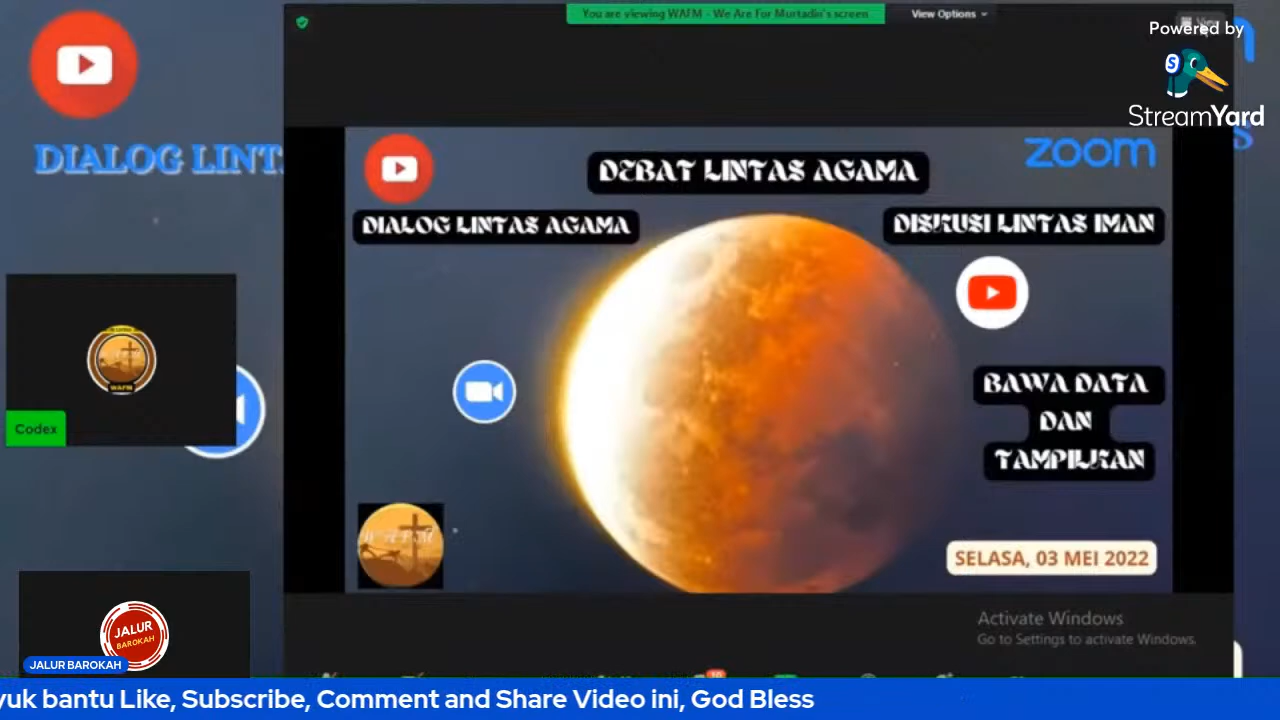 You are viewing WAFM - We Are For Murtadin's screen
View Options
View
Powered by
StreamYard
DIALOG LINT
zoom
DEBAT LINTAS AGAMA
DIALOG LINTAS AGAMA
DISKUSI LINTAS IMAN
BAWA DATA
DAN
TAMPILKAN
WAFM
Codex
SELASA, 03 MEI 2022
JALUR
BAROKAH
JALUR BAROKAH
Activate Windows
Go to Settings to activate Windows.
yuk bantu Like, Subscribe, Comment and Share Video ini, God Bless